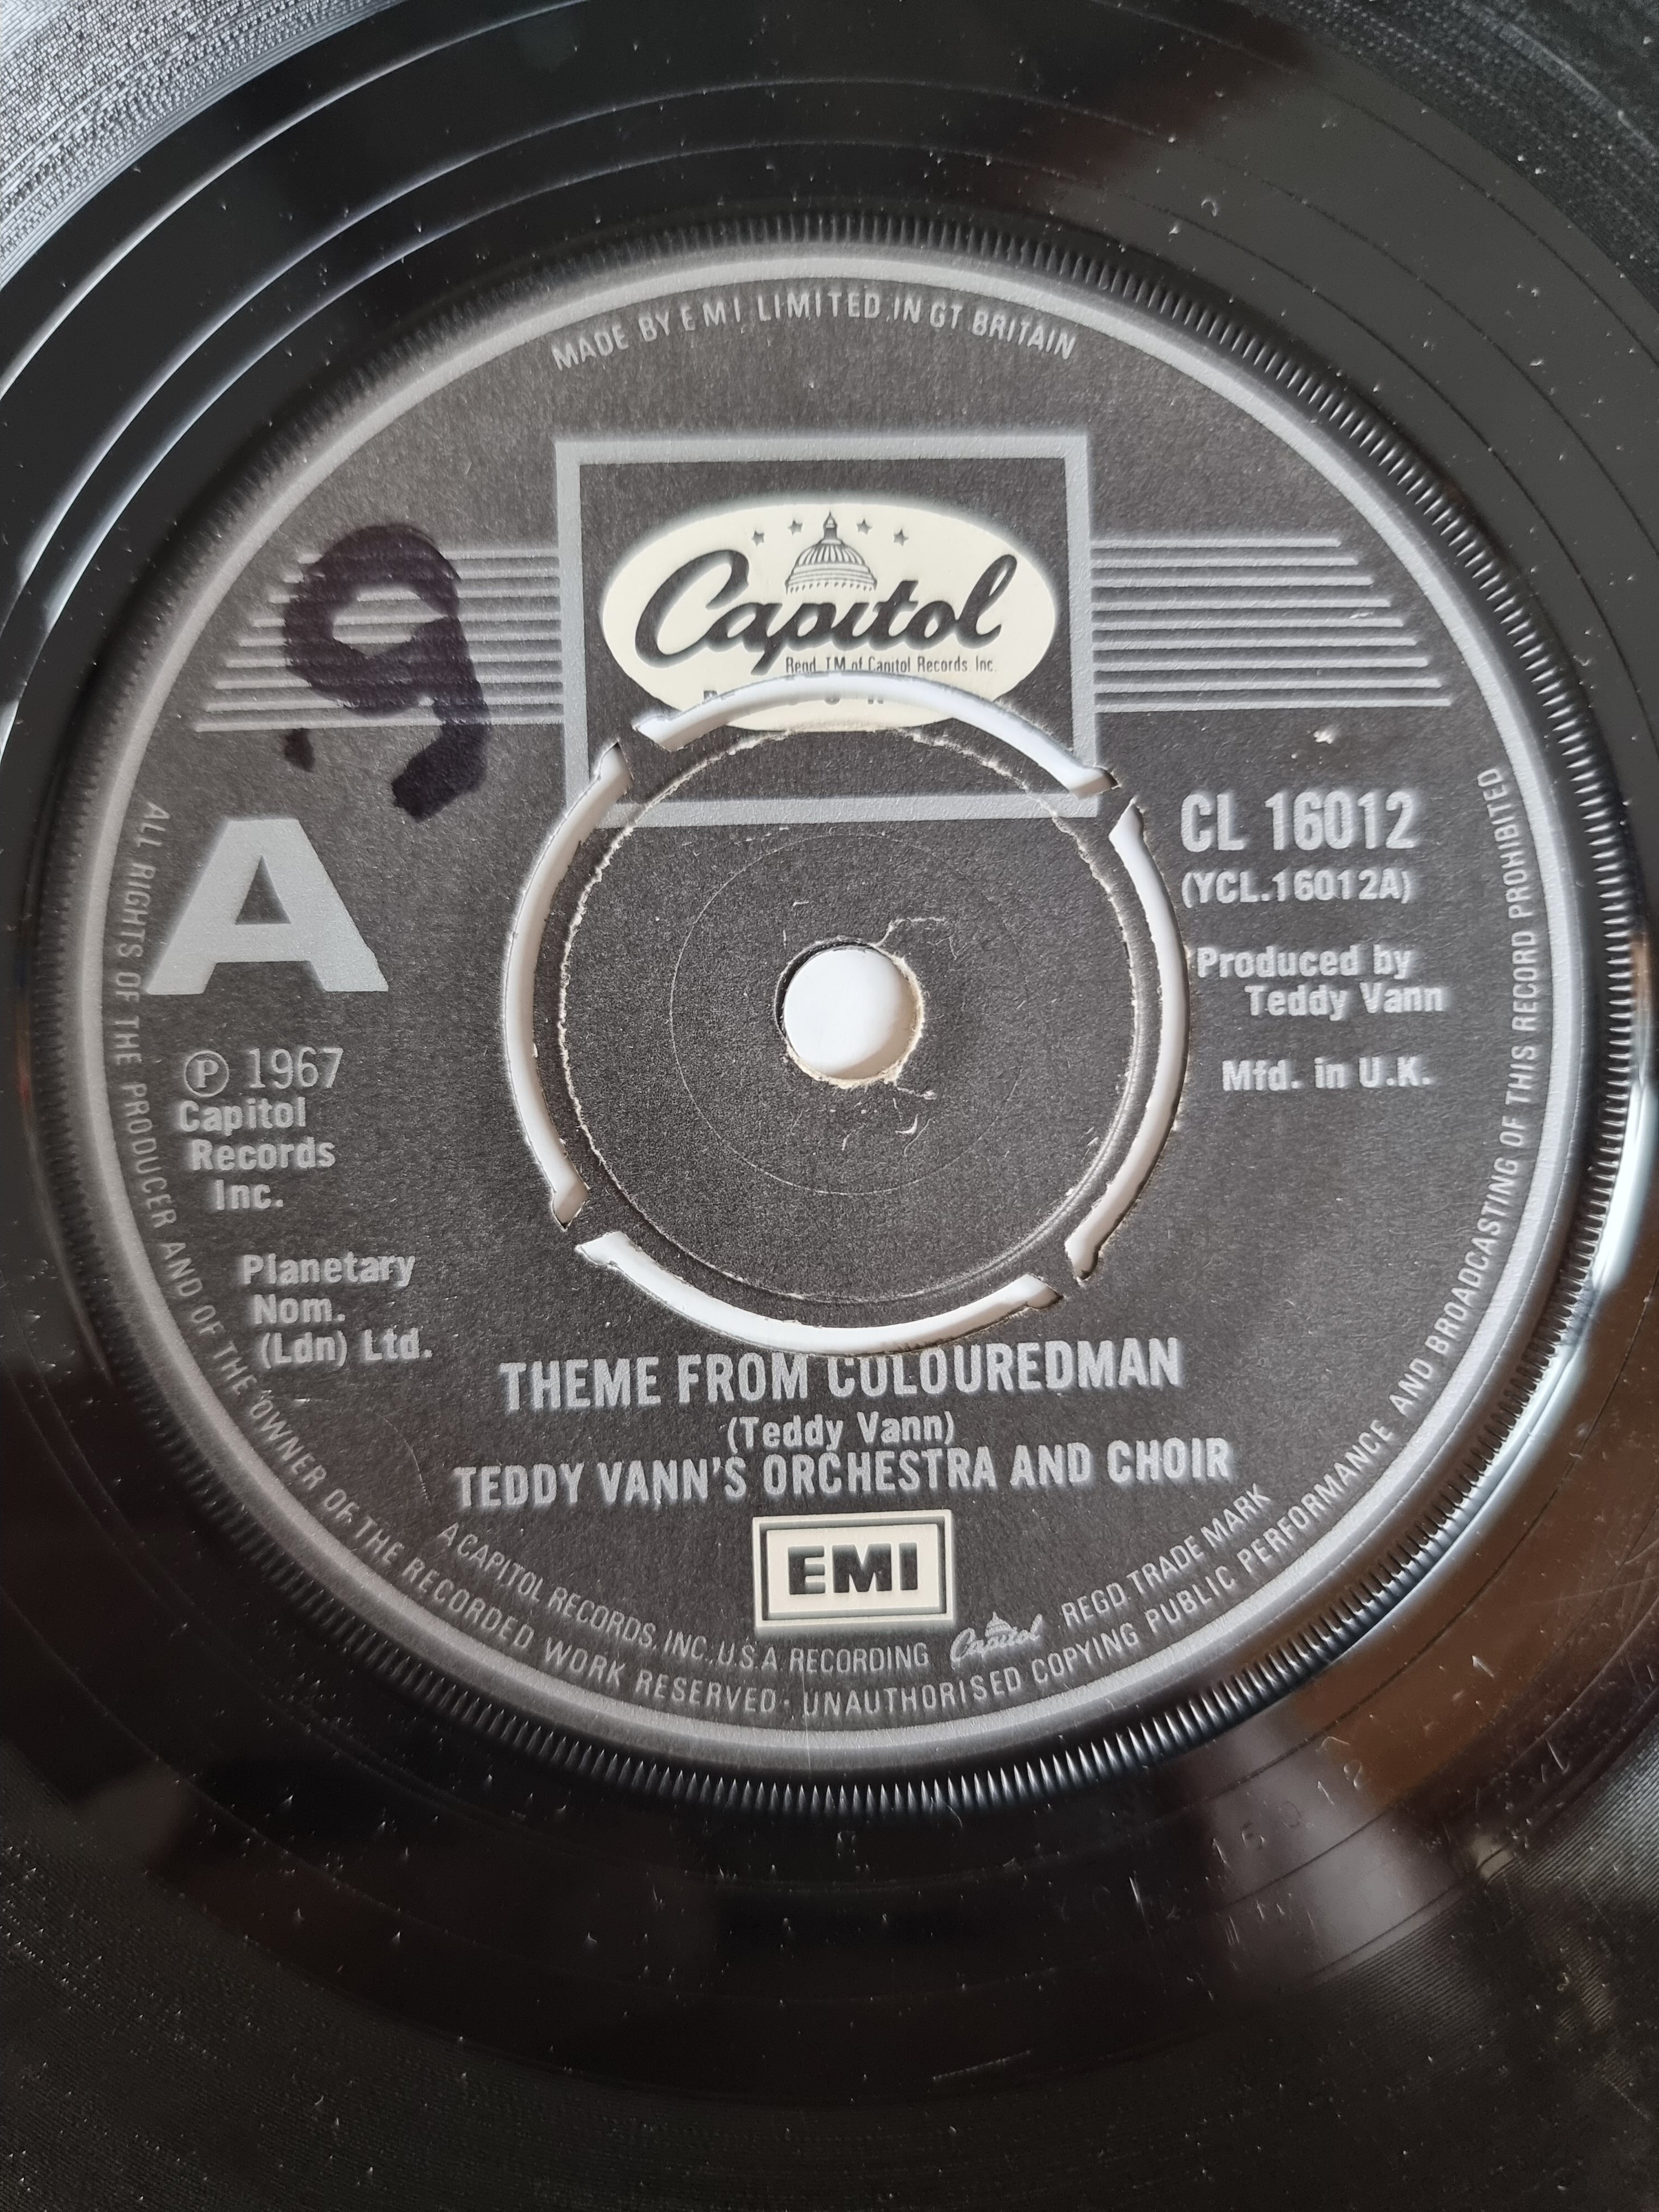 MADE BY EMI LIMITED IN GT BRITAIN
Capitol
Regd. T.M of Capitol Records. Inc.
9
A
CL 16012
(YCL.16012A)
Produced by
Teddy Vann
Mfd. in U.K.
℗ 1967
Capitol
Records
Inc.
Planetary
Nom.
(Ldn) Ltd.
THEME FROM COLOUREDMAN
(Teddy Vann)
TEDDY VANN'S ORCHESTRA AND CHOIR
EMI
A CAPITOL RECORDS, INC., U.S.A RECORDING Capitol REGD. TRADE MARK
ALL RIGHTS OF THE PRODUCER AND OF THE OWNER OF THE RECORDED WORK RESERVED · UNAUTHORISED COPYING PUBLIC PERFORMANCE AND BROADCASTING OF THIS RECORD PROHIBITED
16012